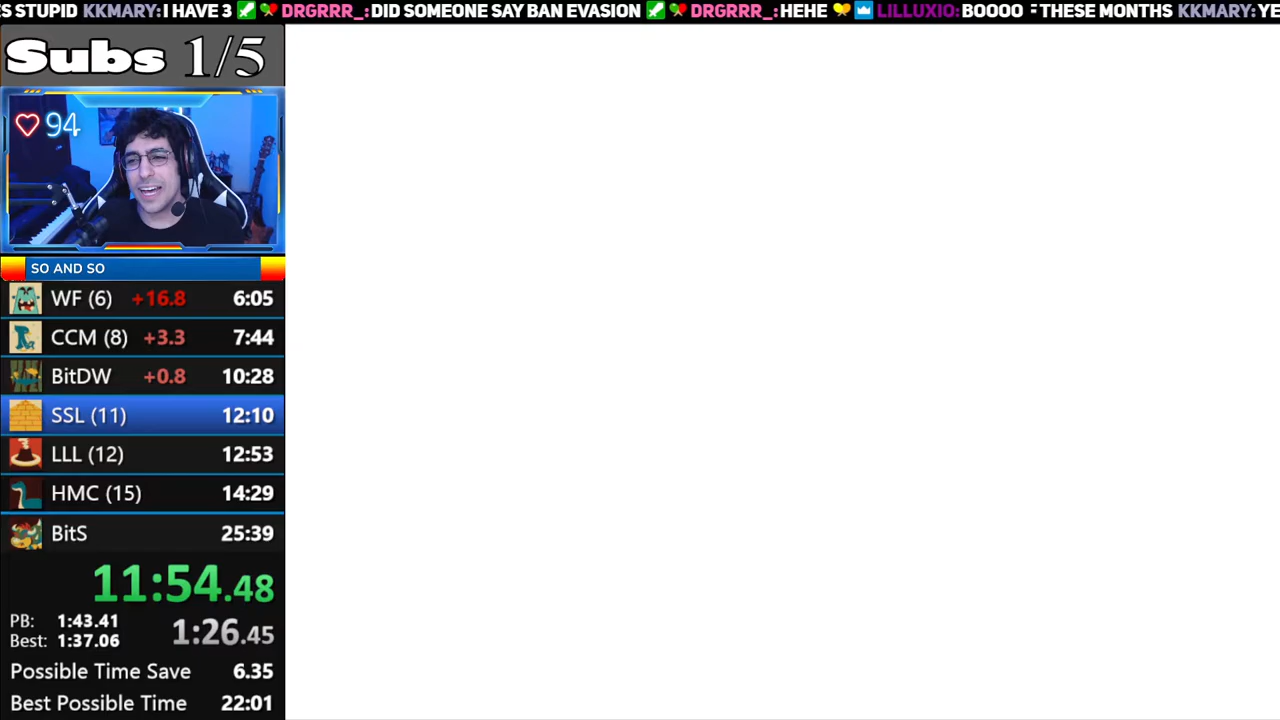 ES STUPID KKMARY: I HAVE 3 DRGRRR_: DID SOMEONE SAY BAN EVASION DRGRRR_: HEHE LILLUXIO: BOOOO THESE MONTHS KKMARY: YE
Subs 1/5
94
SO AND SO
WF (6) +16.8 6:05
CCM (8) +3.3 7:44
BitDW +0.8 10:28
SSL (11) 12:10
LLL (12) 12:53
HMC (15) 14:29
BitS 25:39
11:54.48
PB: 1:43.41
Best: 1:37.06
1:26.45
Possible Time Save 6.35
Best Possible Time 22:01